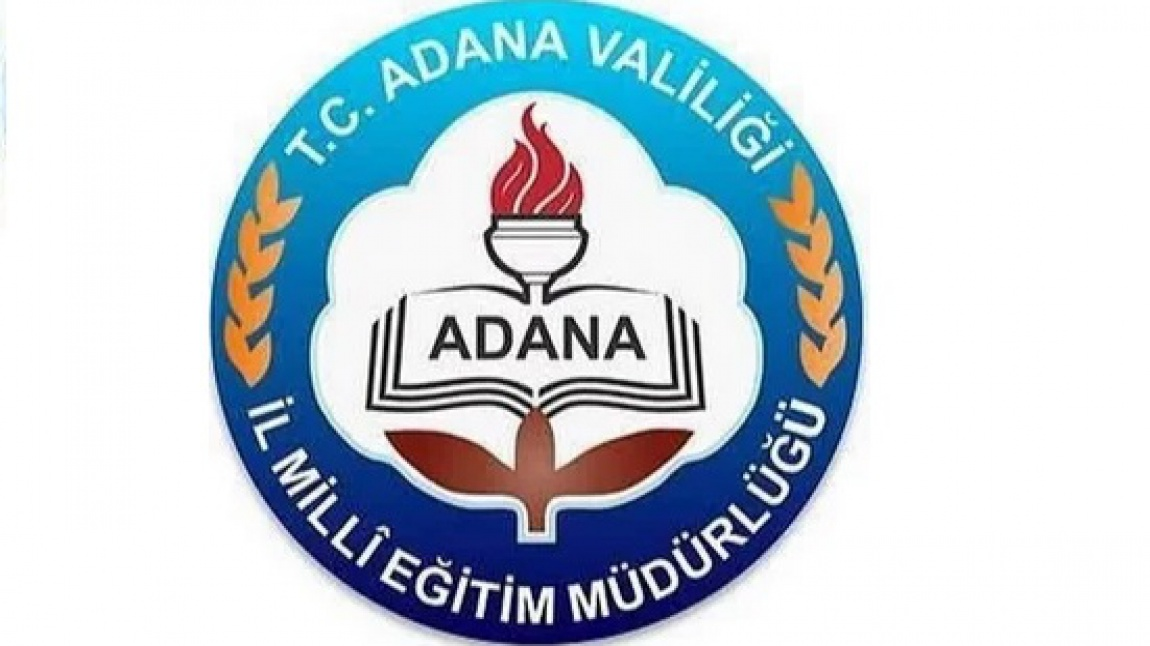 T.C. ADANA VALİLİĞİ
ADANA
İL MİLLÎ EĞİTİM MÜDÜRLÜĞÜ